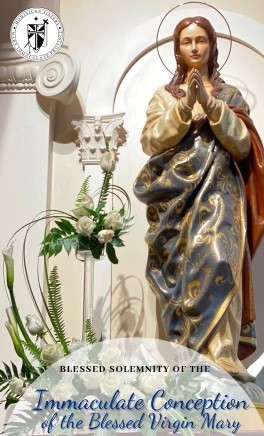 BLESSED SOLEMNITY OF THE
Immaculate Conception
of the Blessed Virgin Mary